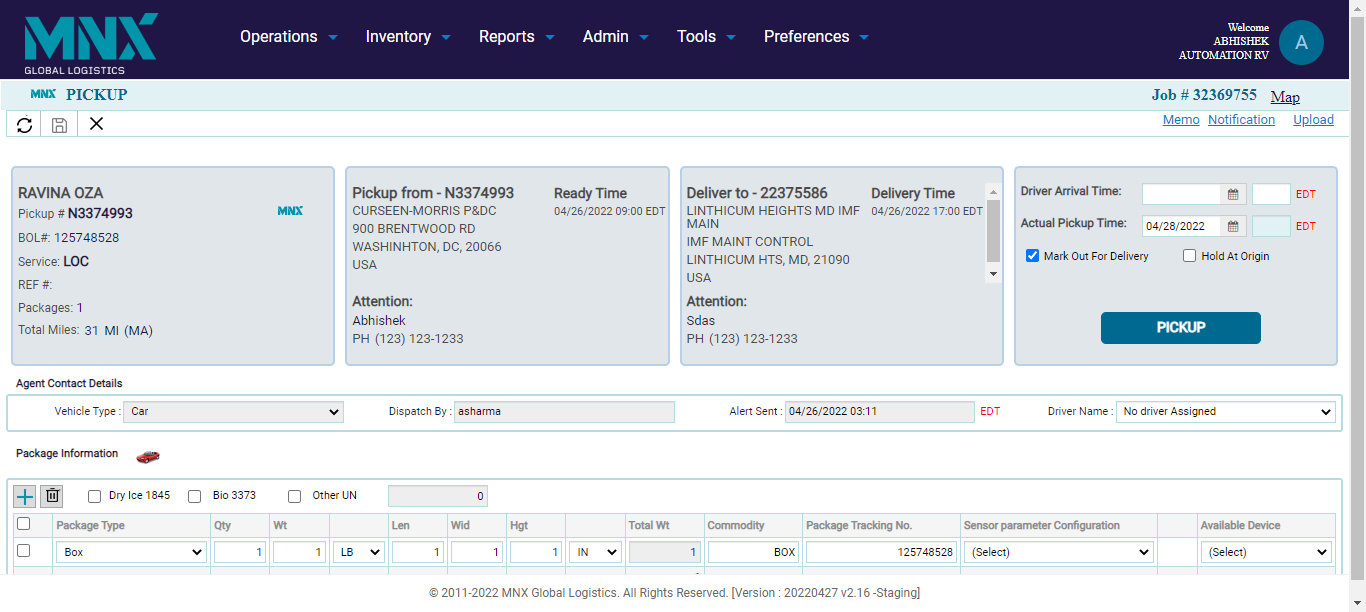 MNX
GLOBAL LOGISTICS
Operations
Inventory
Reports
Admin
Tools
Preferences
Welcome
ABHISHEK
AUTOMATION RV
A
MNX PICKUP
Job # 32369755 Map
Memo Notification Upload
RAVINA OZA
Pickup # N3374993
MNX
BOL#: 125748528
Service: LOC
REF #:
Packages: 1
Total Miles: 31 MI (MA)
Pickup from - N3374993
CURSEEN-MORRIS P&DC
900 BRENTWOOD RD
WASHINHTON, DC, 20066
USA
Attention:
Abhishek
PH (123) 123-1233
Ready Time
04/26/2022 09:00 EDT
Deliver to - 22375586
LINTHICUM HEIGHTS MD IMF
MAIN
IMF MAINT CONTROL
LINTHICUM HTS, MD, 21090
USA
Attention:
Sdas
PH (123) 123-1233
Delivery Time
04/26/2022 17:00 EDT
Driver Arrival Time: EDT
Actual Pickup Time: 04/28/2022 EDT
Mark Out For Delivery Hold At Origin
PICKUP
Agent Contact Details
Vehicle Type : Car Dispatch By : asharma Alert Sent : 04/26/2022 03:11 EDT Driver Name : No driver Assigned
Package Information
Dry Ice 1845 Bio 3373 Other UN 0
Package Type Qty Wt Len Wid Hgt Total Wt Commodity Package Tracking No. Sensor parameter Configuration Available Device
Box 1 1 LB 1 1 1 IN 1 BOX 125748528 (Select) (Select)
© 2011-2022 MNX Global Logistics. All Rights Reserved. [Version : 20220427 v2.16 -Staging]